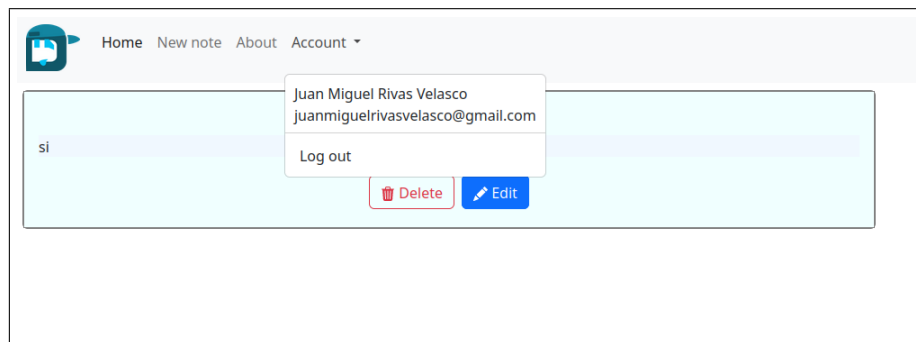 Home New note About Account
Juan Miguel Rivas Velasco
juanmiguelrivasvelasco@gmail.com
si
Log out
Delete Edit